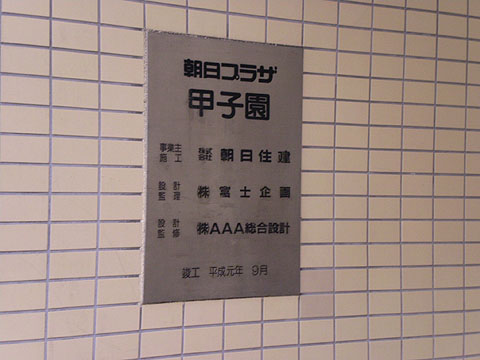 朝日プラザ
甲子園
事業主 施工 株式会社 朝日住建
設計 監理 ㈱富士企画
設計 監修 ㈱AAA総合設計
竣工 平成元年 9月